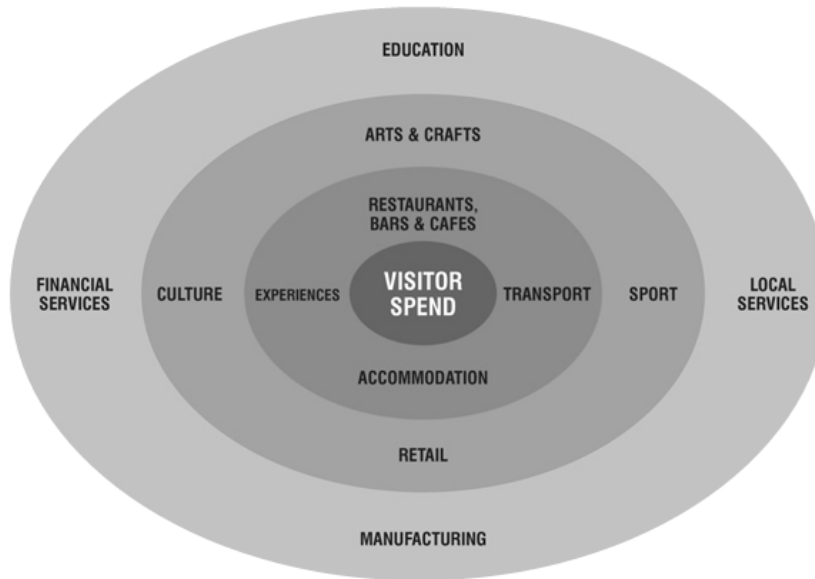 EDUCATION
ARTS & CRAFTS
RESTAURANTS,
BARS & CAFES
FINANCIAL
SERVICES
CULTURE
EXPERIENCES
VISITOR
SPEND
TRANSPORT
SPORT
LOCAL
SERVICES
ACCOMMODATION
RETAIL
MANUFACTURING